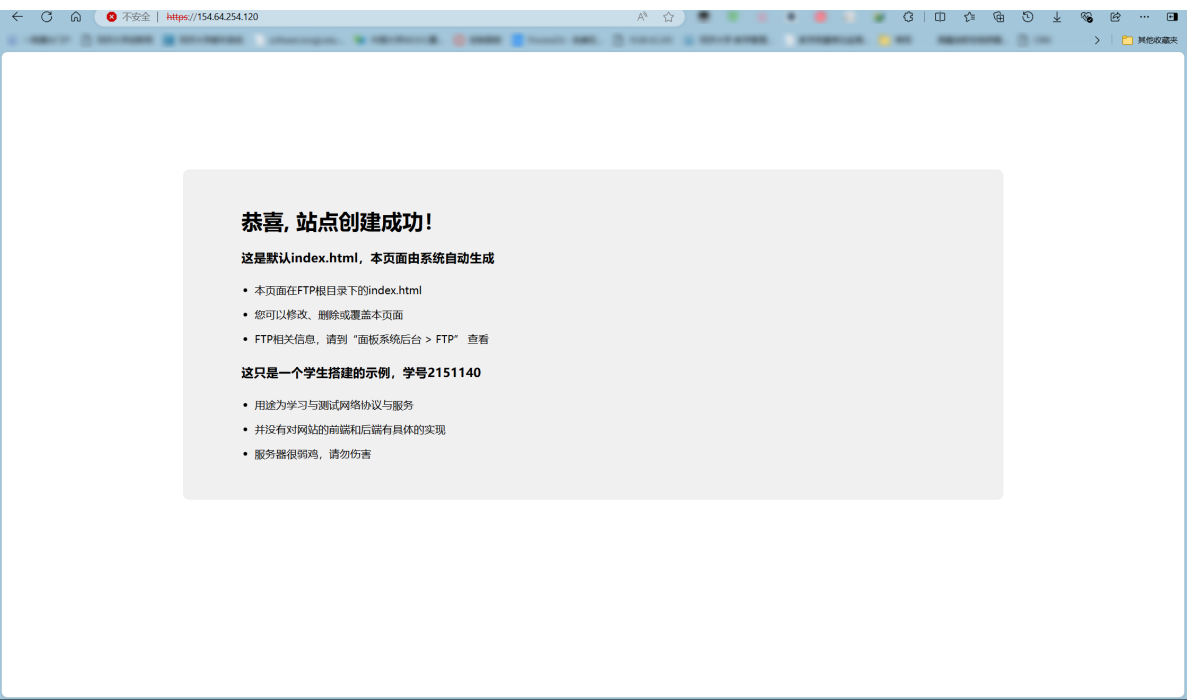 不安全 | https://154.64.254.120
其他收藏夹
恭喜, 站点创建成功！
这是默认index.html，本页面由系统自动生成
本页面在FTP根目录下的index.html
您可以修改、删除或覆盖本页面
FTP相关信息，请到“面板系统后台 > FTP” 查看
这只是一个学生搭建的示例，学号2151140
用途为学习与测试网络协议与服务
并没有对网站的前端和后端有具体的实现
服务器很弱鸡，请勿伤害